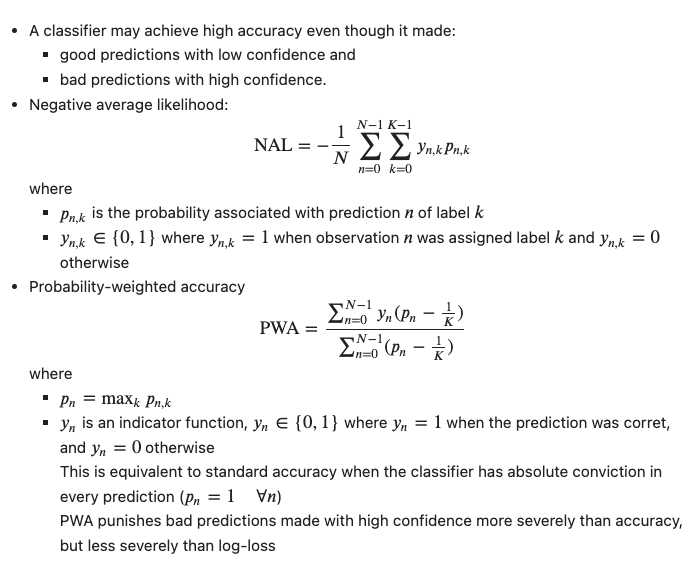 • A classifier may achieve high accuracy even though it made:
▪ good predictions with low confidence and
▪ bad predictions with high confidence.
• Negative average likelihood:
NAL = −\frac{1}{N} \sum_{n=0}^{N−1} \sum_{k=0}^{K−1} y_{n,k} p_{n,k}
where
▪ p_{n,k} is the probability associated with prediction n of label k
▪ y_{n,k} ∈ {0, 1} where y_{n,k} = 1 when observation n was assigned label k and y_{n,k} = 0
otherwise
• Probability-weighted accuracy
PWA = \frac{\sum_{n=0}^{N−1} y_n(p_n − \frac{1}{K})}{\sum_{n=0}^{N−1}(p_n − \frac{1}{K})}
where
▪ p_n = max_k p_{n,k}
▪ y_n is an indicator function, y_n ∈ {0, 1} where y_n = 1 when the prediction was corret,
and y_n = 0 otherwise
This is equivalent to standard accuracy when the classifier has absolute conviction in
every prediction (p_n = 1 ∀n)
PWA punishes bad predictions made with high confidence more severely than accuracy,
but less severely than log-loss